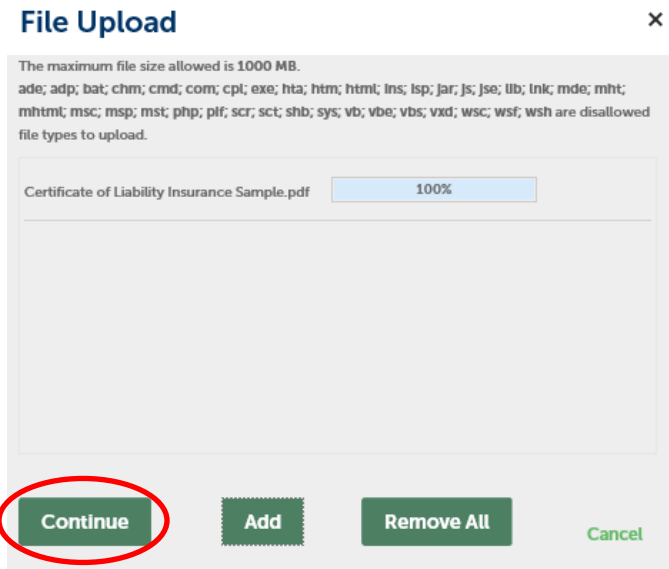 File Upload
×
The maximum file size allowed is 1000 MB.
ade; adp; bat; chm; cmd; com; cpl; exe; hta; htm; html; ins; isp; jar; js; jse; lib; lnk; mde; mht;
mhtml; msc; msp; mst; php; pif; scr; sct; shb; sys; vb; vbe; vbs; vxd; wsc; wsf; wsh are disallowed
file types to upload.
Certificate of Liability Insurance Sample.pdf 100%
Continue Add Remove All Cancel